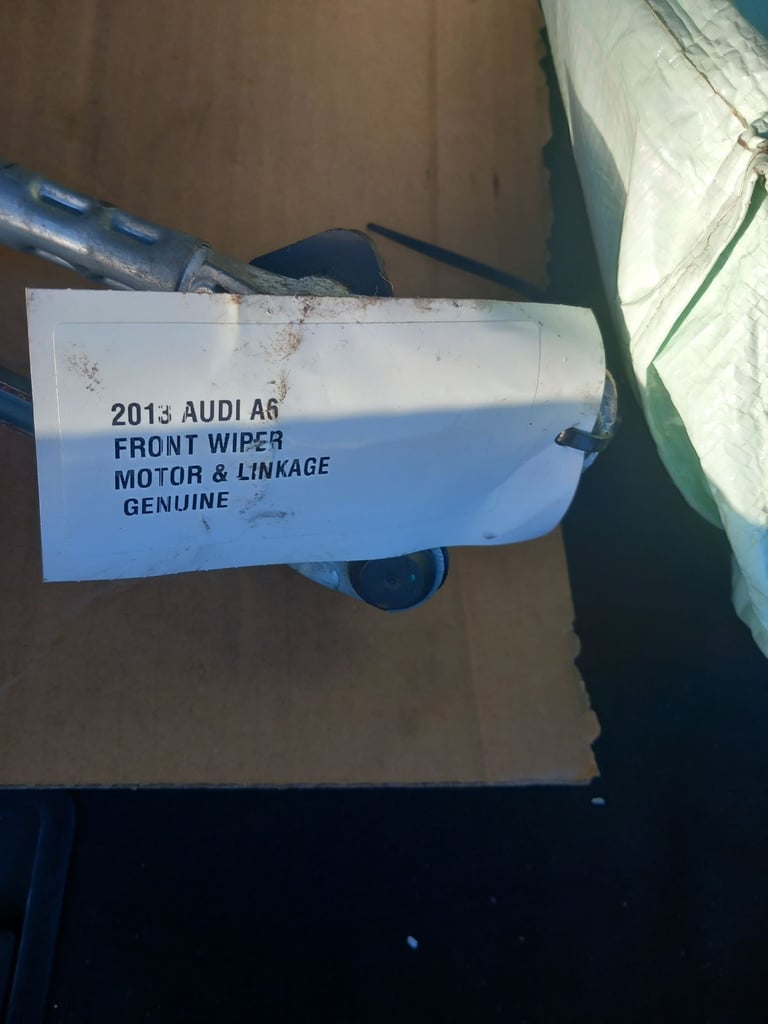 2013 AUDI A6
FRONT WIPER
MOTOR & LINKAGE
GENUINE